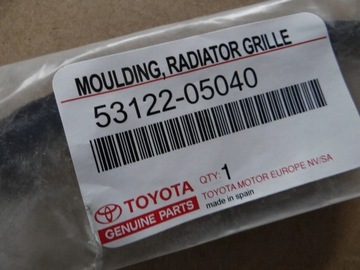 MOULDING, RADIATOR GRILLE
53122-05040
TOYOTA
GENUINE PARTS
QTY: 1
TOYOTA MOTOR EUROPE NV/SA
made in spain